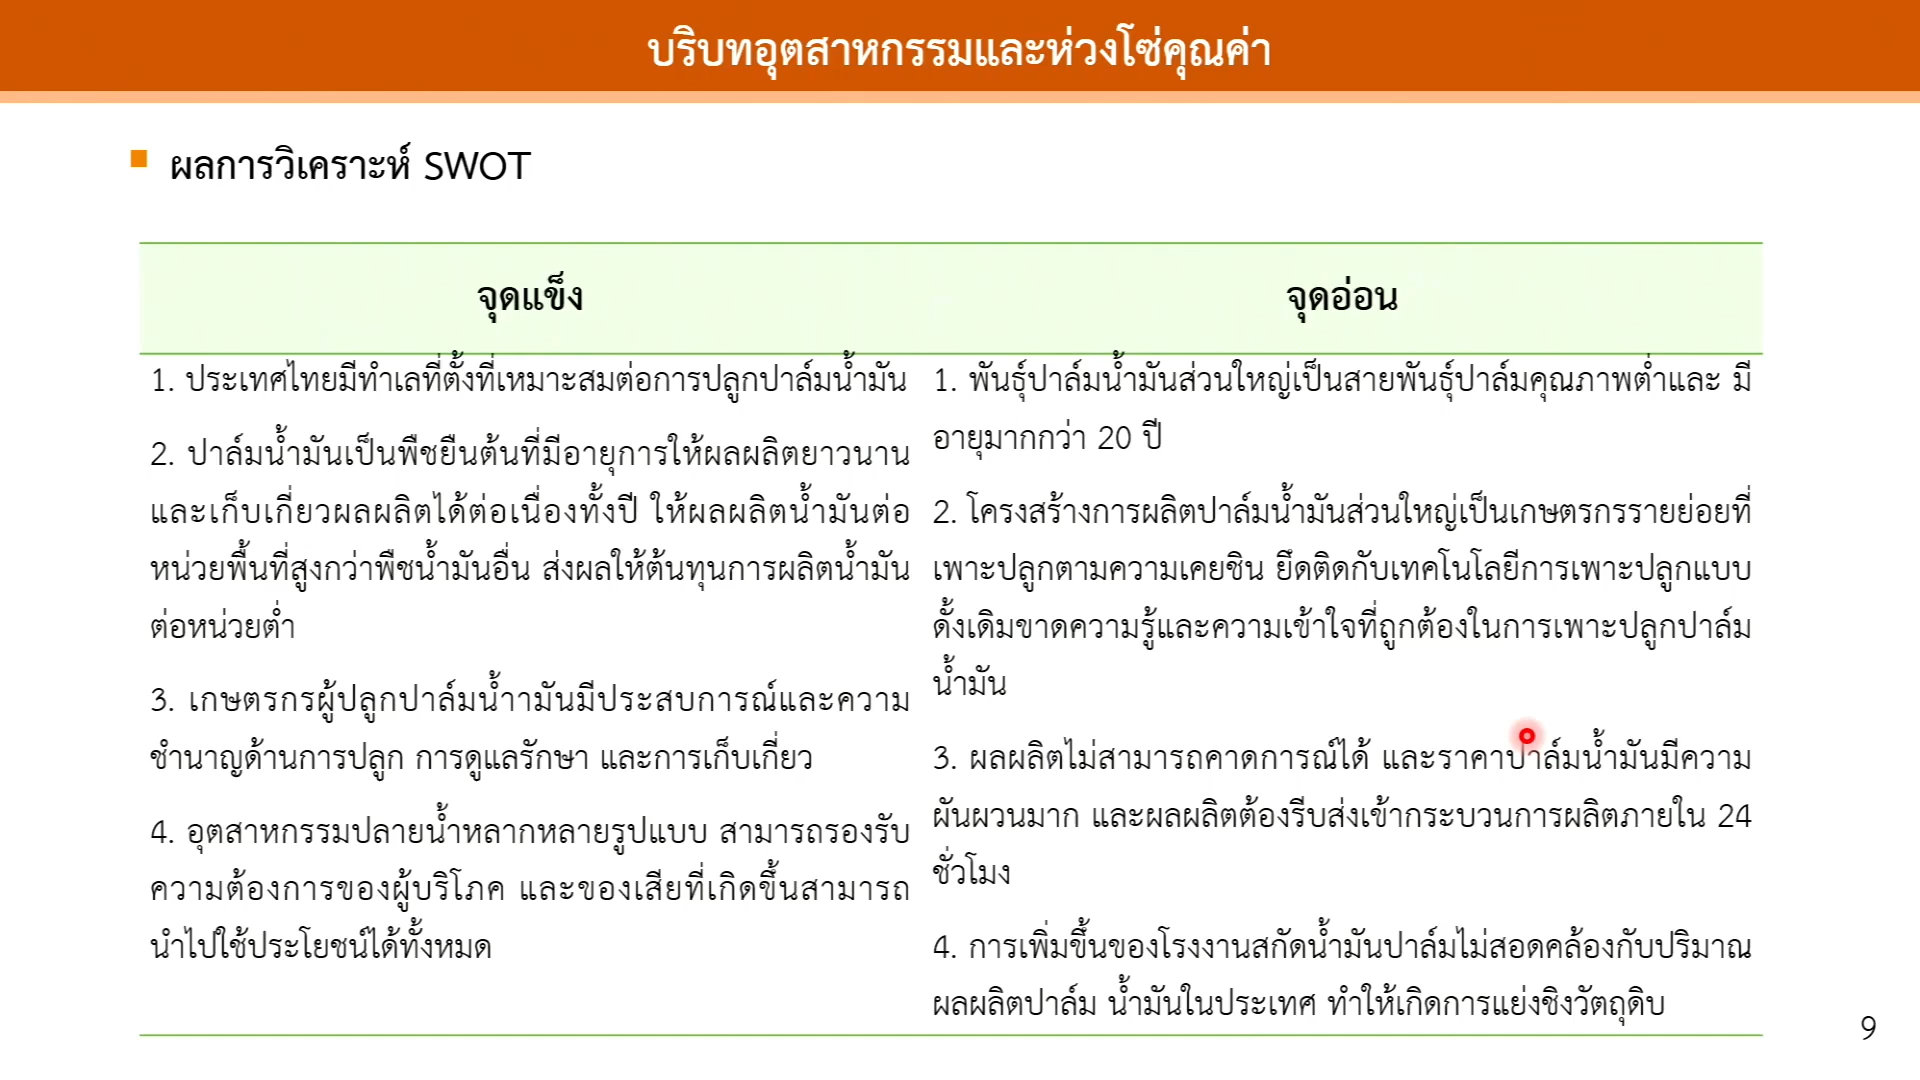 บริบทอุตสาหกรรมและห่วงโซ่คุณค่า
ผลการวิเคราะห์ SWOT
จุดแข็ง
1. ประเทศไทยมีทำเลที่ตั้งที่เหมาะสมต่อการปลูกปาล์มน้ำมัน
2. ปาล์มน้ำมันเป็นพืชยืนต้นที่มีอายุการให้ผลผลิตยาวนาน
และเก็บเกี่ยวผลผลิตได้ต่อเนื่องทั้งปี ให้ผลผลิตน้ำมันต่อ
หน่วยพื้นที่สูงกว่าพืชน้ำมันอื่น ส่งผลให้ต้นทุนการผลิตน้ำมัน
ต่อหน่วยต่ำ
3. เกษตรกรผู้ปลูกปาล์มน้ำามันมีประสบการณ์และความ
ชำนาญด้านการปลูก การดูแลรักษา และการเก็บเกี่ยว
4. อุตสาหกรรมปลายน้ำหลากหลายรูปแบบ สามารถรองรับ
ความต้องการของผู้บริโภค และของเสียที่เกิดขึ้นสามารถ
นำไปใช้ประโยชน์ได้ทั้งหมด
จุดอ่อน
1. พันธุ์ปาล์มน้ำมันส่วนใหญ่เป็นสายพันธุ์ปาล์มคุณภาพต่ำและ มี
อายุมากกว่า 20 ปี
2. โครงสร้างการผลิตปาล์มน้ำมันส่วนใหญ่เป็นเกษตรกรรายย่อยที่
เพาะปลูกตามความเคยชิน ยึดติดกับเทคโนโลยีการเพาะปลูกแบบ
ดั้งเดิมขาดความรู้และความเข้าใจที่ถูกต้องในการเพาะปลูกปาล์ม
น้ำมัน
3. ผลผลิตไม่สามารถคาดการณ์ได้ และราคาปาล์มน้ำมันมีความ
ผันผวนมาก และผลผลิตต้องรีบส่งเข้ากระบวนการผลิตภายใน 24
ชั่วโมง
4. การเพิ่มขึ้นของโรงงานสกัดน้ำมันปาล์มไม่สอดคล้องกับปริมาณ
ผลผลิตปาล์ม น้ำมันในประเทศ ทำให้เกิดการแย่งชิงวัตถุดิบ
9